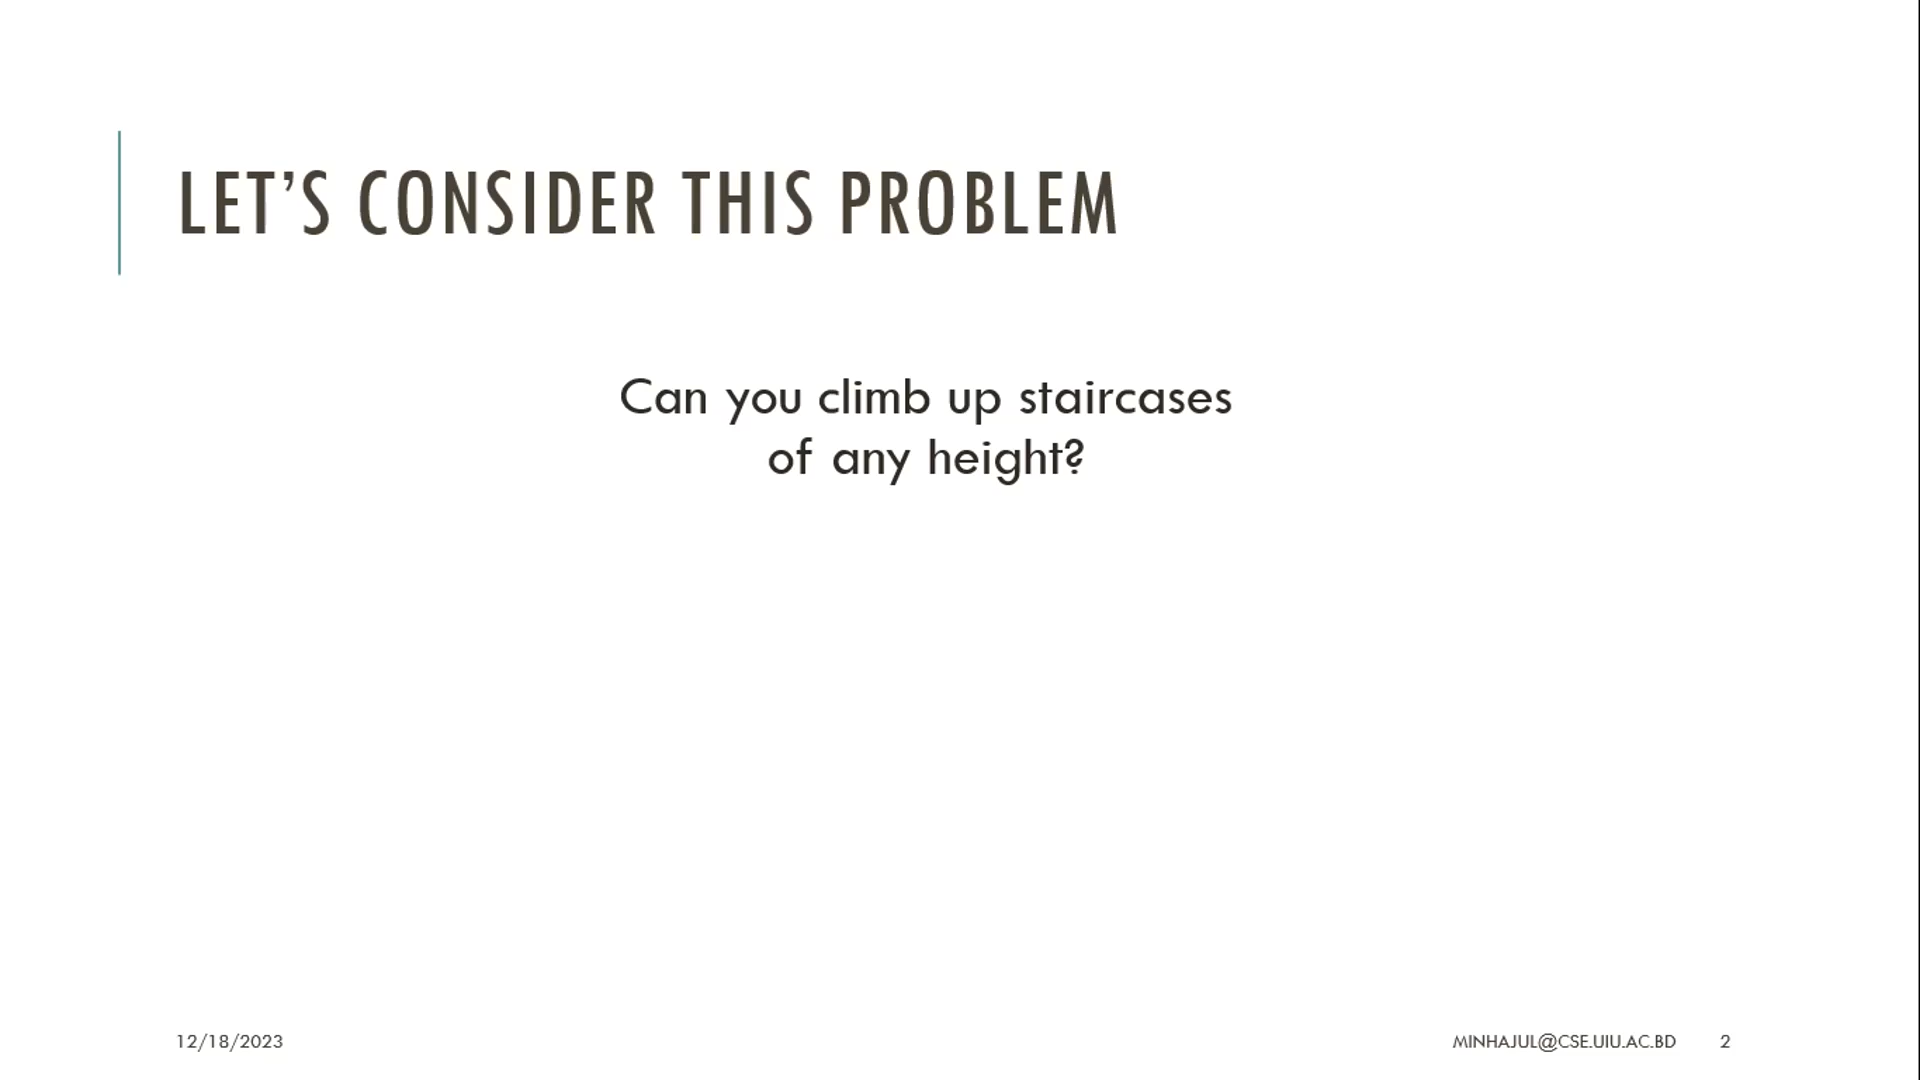 LET’S CONSIDER THIS PROBLEM
Can you climb up staircases
of any height?
12/18/2023
MINHAJUL@CSE.UIU.AC.BD
2